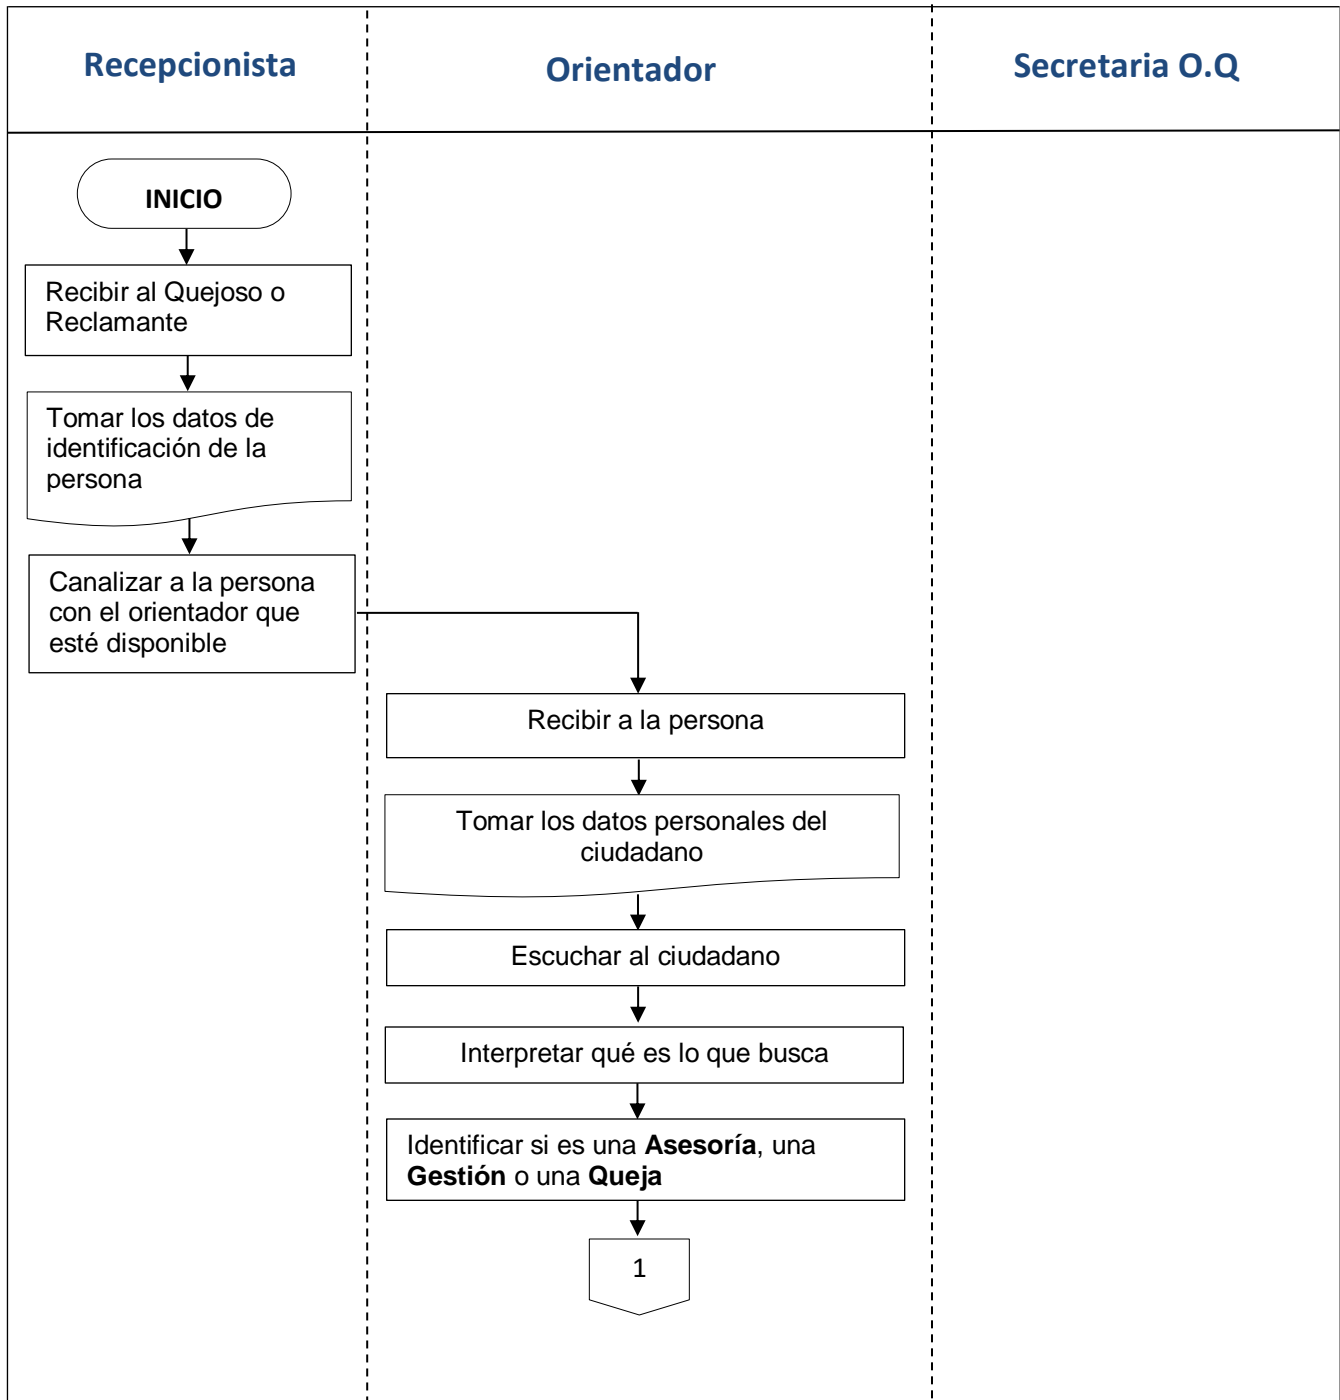 Recepcionista
Orientador
Secretaria O.Q
INICIO
Recibir al Quejoso o
Reclamante
Tomar los datos de
identificación de la
persona
Canalizar a la persona
con el orientador que
esté disponible
Recibir a la persona
Tomar los datos personales del
ciudadano
Escuchar al ciudadano
Interpretar qué es lo que busca
Identificar si es una Asesoría, una
Gestión o una Queja
1